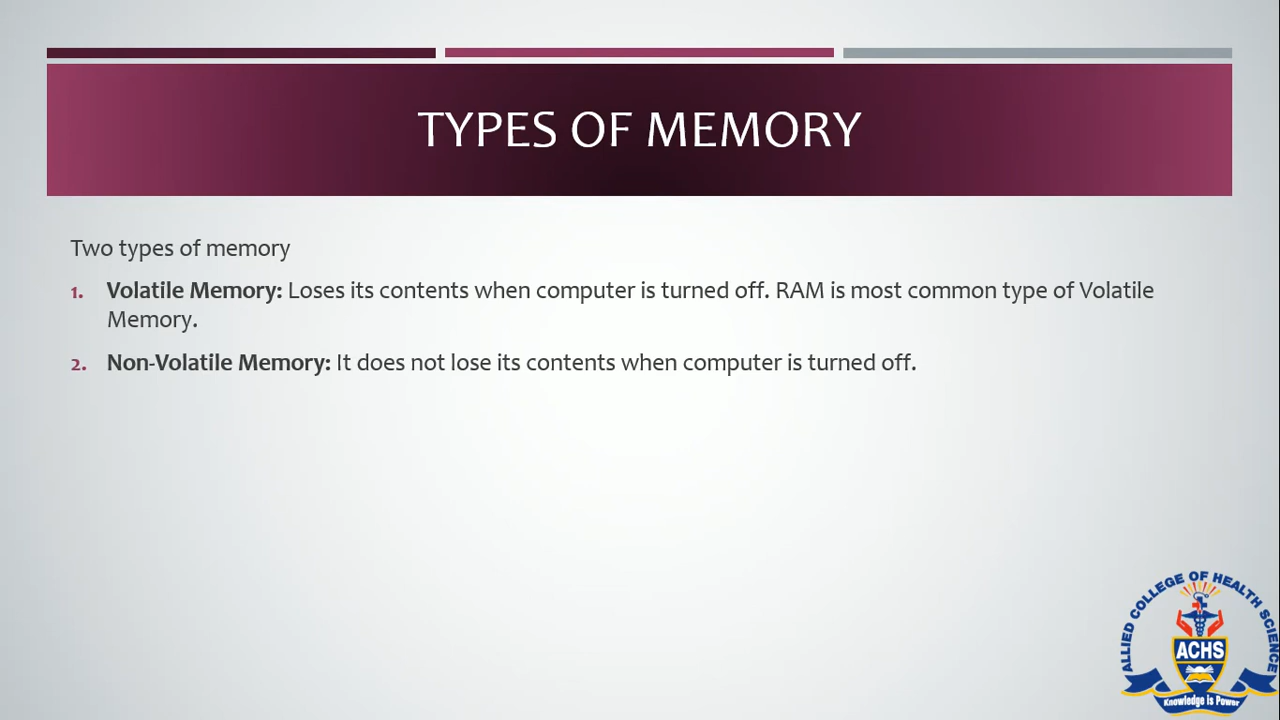 TYPES OF MEMORY
Two types of memory
1. Volatile Memory: Loses its contents when computer is turned off. RAM is most common type of Volatile
Memory.
2. Non-Volatile Memory: It does not lose its contents when computer is turned off.
ALLIED COLLEGE OF HEALTH SCIENCE
ACHS
Knowledge is Power